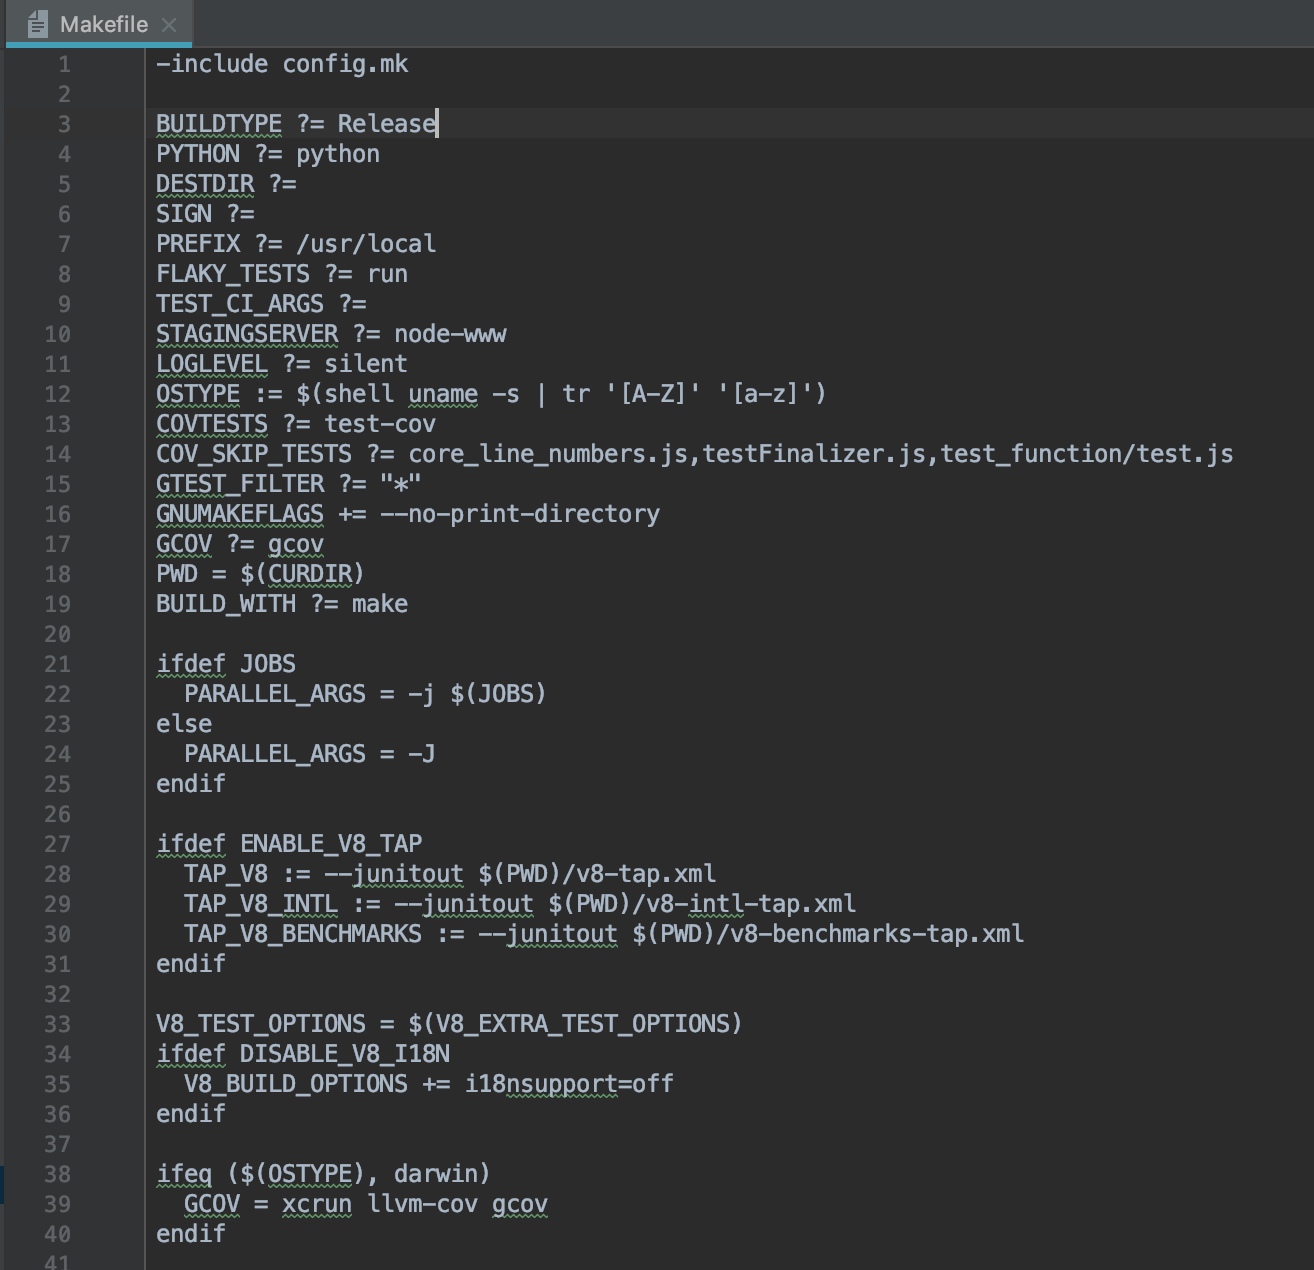 Makefile
1 -include config.mk
2
3 BUILDTYPE ?= Release
4 PYTHON ?= python
5 DESTDIR ?=
6 SIGN ?=
7 PREFIX ?= /usr/local
8 FLAKY_TESTS ?= run
9 TEST_CI_ARGS ?=
10 STAGINGSERVER ?= node-www
11 LOGLEVEL ?= silent
12 OSTYPE := $(shell uname -s | tr '[A-Z]' '[a-z]')
13 COVTESTS ?= test-cov
14 COV_SKIP_TESTS ?= core_line_numbers.js,testFinalizer.js,test_function/test.js
15 GTEST_FILTER ?= "*"
16 GNUMAKEFLAGS += --no-print-directory
17 GCOV ?= gcov
18 PWD = $(CURDIR)
19 BUILD_WITH ?= make
20
21 ifdef JOBS
22   PARALLEL_ARGS = -j $(JOBS)
23 else
24   PARALLEL_ARGS = -J
25 endif
26
27 ifdef ENABLE_V8_TAP
28   TAP_V8 := --junitout $(PWD)/v8-tap.xml
29   TAP_V8_INTL := --junitout $(PWD)/v8-intl-tap.xml
30   TAP_V8_BENCHMARKS := --junitout $(PWD)/v8-benchmarks-tap.xml
31 endif
32
33 V8_TEST_OPTIONS = $(V8_EXTRA_TEST_OPTIONS)
34 ifdef DISABLE_V8_I18N
35   V8_BUILD_OPTIONS += i18nsupport=off
36 endif
37
38 ifeq ($(OSTYPE), darwin)
39   GCOV = xcrun llvm-cov gcov
40 endif
41